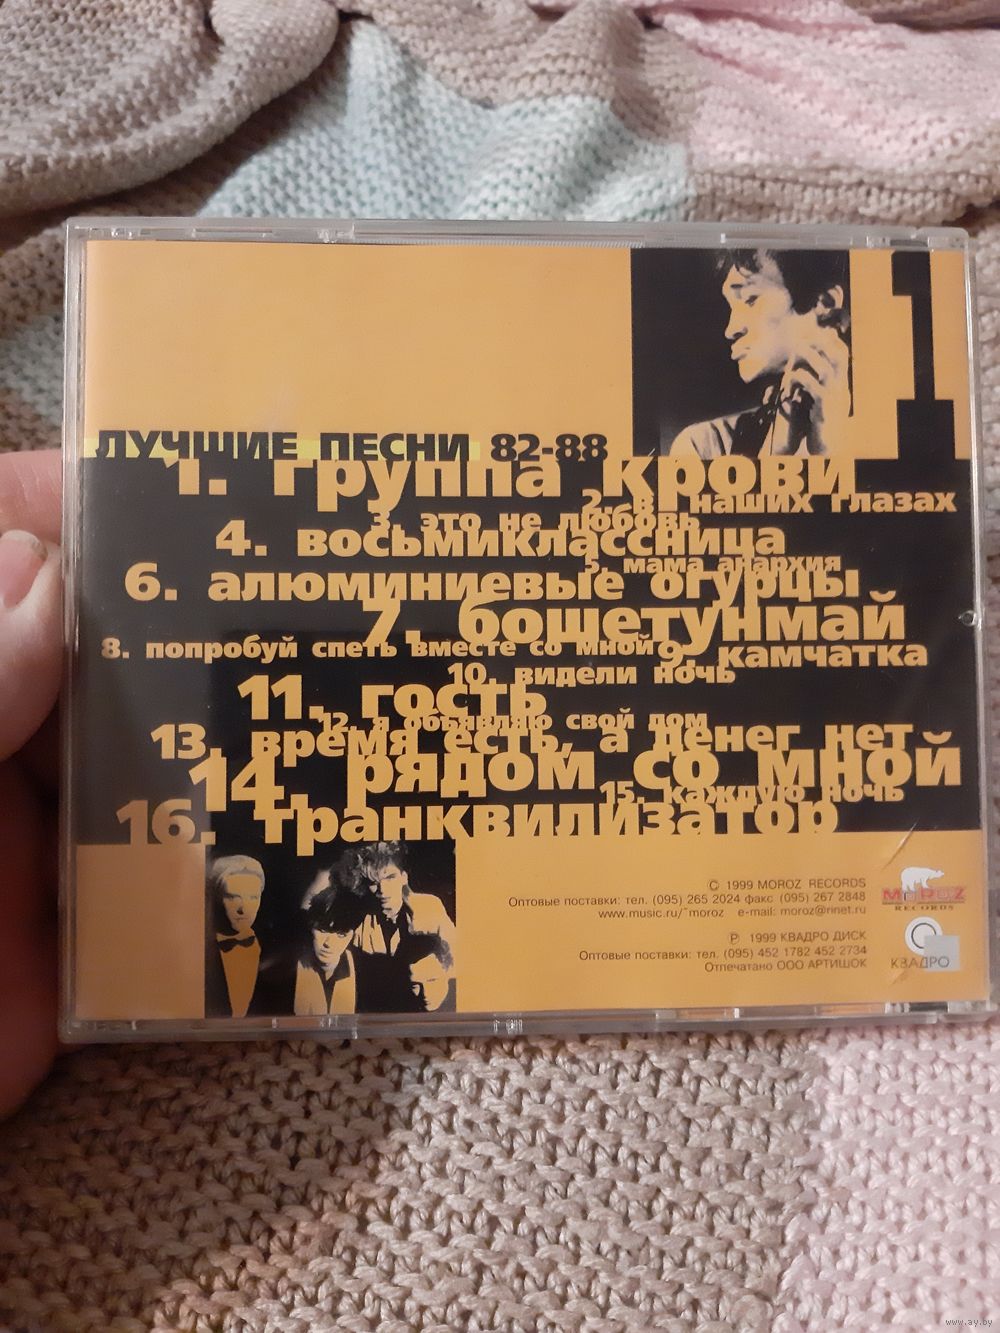 1
ЛУЧШИЕ ПЕСНИ 82-88
1. группа крови
2. в наших глазах
3. это не любовь
4. восьмиклассница
5. мама анархия
6. алюминиевые огурцы
7. бошетунмай
8. попробуй спеть вместе со мной
9. камчатка
10. видели ночь
11. гость
12. я объявляю свой дом
13. время есть, а денег нет
14. рядом со мной
15. каждую ночь
16. транквилизатор
© 1999 MOROZ RECORDS
Оптовые поставки: тел. (095) 265 2024 факс (095) 267 2848
www.music.ru/~moroz e-mail: moroz@rinet.ru
MOROZ
RECORDS
℗ 1999 КВАДРО ДИСК
Оптовые поставки: тел. (095) 452 1782 452 2734
Отпечатано ООО АРТИШОК
КВАДРО
www.ay.by